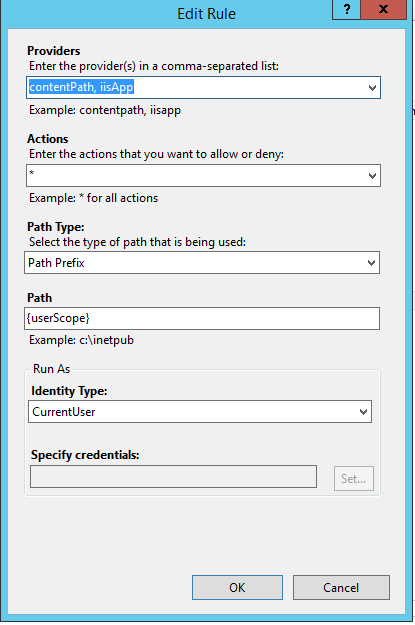 Edit Rule
?
x
Providers
Enter the provider(s) in a comma-separated list:
contentPath, iisApp
Example: contentpath, iisapp
Actions
Enter the actions that you want to allow or deny:
*
Example: * for all actions
Path Type:
Select the type of path that is being used:
Path Prefix
Path
{userScope}
Example: c:\inetpub
Run As
Identity Type:
CurrentUser
Specify credentials:
Set...
OK
Cancel